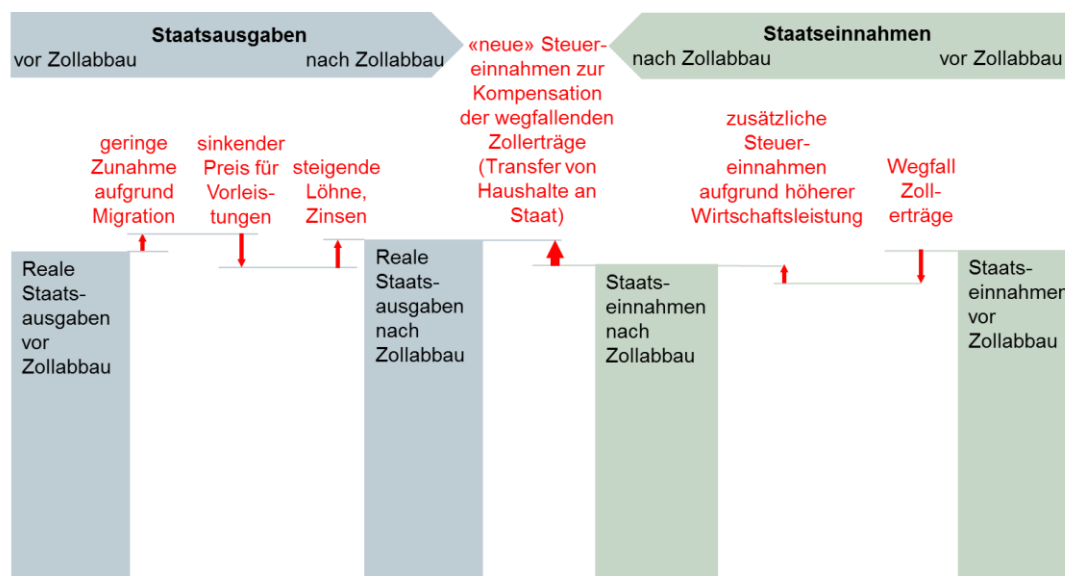 Staatsausgaben
vor Zollabbau
nach Zollabbau
«neue» Steuer-
einnahmen zur
Kompensation
der wegfallenden
Zollerträge
(Transfer von
Haushalte an
Staat)
Staatseinnahmen
nach Zollabbau
vor Zollabbau
geringe
Zunahme
aufgrund
Migration
sinkender
Preis für
Vorleis-
tungen
steigende
Löhne,
Zinsen
zusätzliche
Steuer-
einnahmen
aufgrund höherer
Wirtschaftsleistung
Wegfall
Zoll-
erträge
Reale
Staats-
ausgaben
vor
Zollabbau
Reale
Staats-
ausgaben
nach
Zollabbau
Staats-
einnahmen
nach
Zollabbau
Staats-
einnahmen
vor
Zollabbau